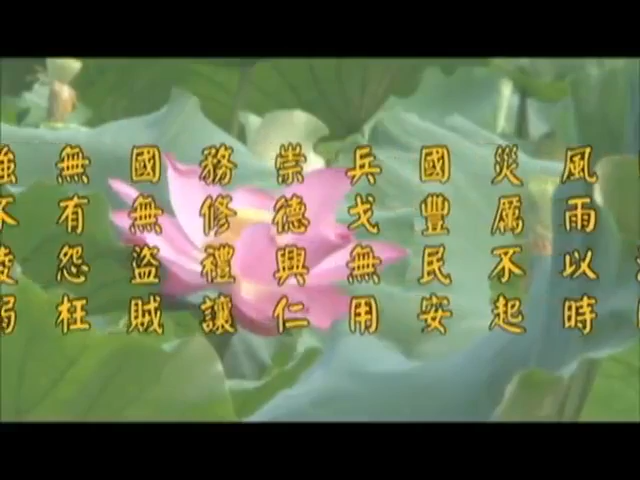 風雨以時
災厲不起
國豐民安
兵戈無用
崇德興仁
務修禮讓
國無盜賊
無有怨枉